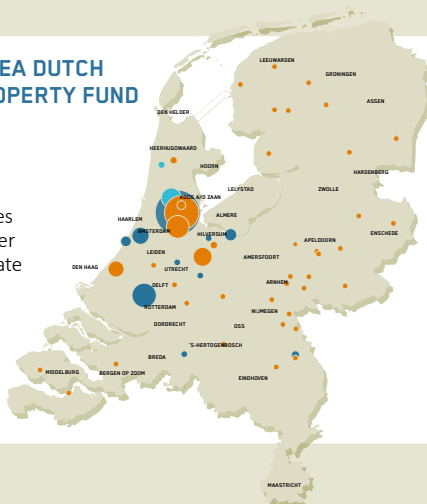 EA DUTCH
OPERTY FUND
es
er
ate
LEEUWARDEN
GRONINGEN
ASSEN
DEN HELDER
HEERHUGOWAARD
HOORN
HARDENBERG
LELYSTAD
ZWOLLE
KOOG A/D ZAAN
HAARLEM
ALMERE
AMSTERDAM
HILVERSUM
ENSCHEDE
APELDOORN
LEIDEN
AMERSFOORT
DEN HAAG
UTRECHT
DELFT
ARNHEM
ROTTERDAM
NIJMEGEN
DORDRECHT
OSS
'S-HERTOGENBOSCH
BREDA
MIDDELBURG
BERGEN OP ZOOM
EINDHOVEN
MAASTRICHT